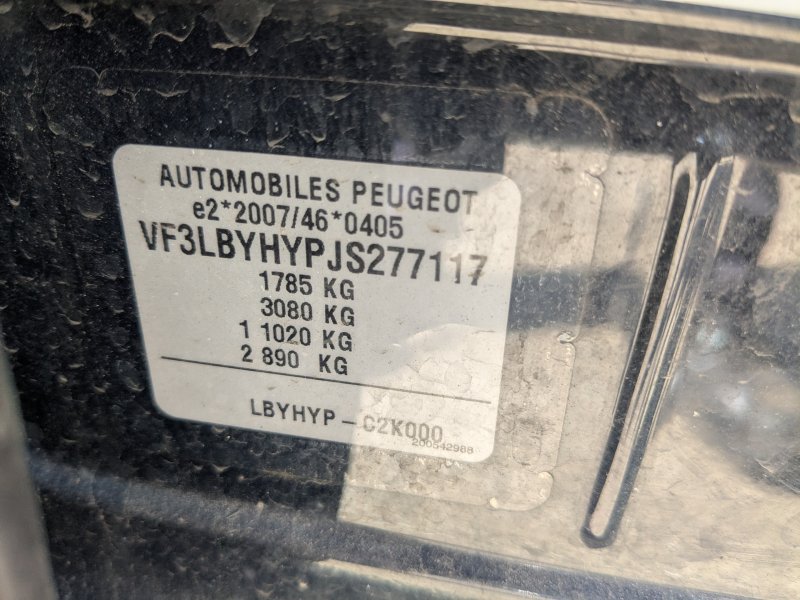 AUTOMOBILES PEUGEOT
e2*2007/46*0405
VF3LBYHYPJS277117
1785 KG
3080 KG
1 1020 KG
2 890 KG
LBYHYP - C2K000
200542988